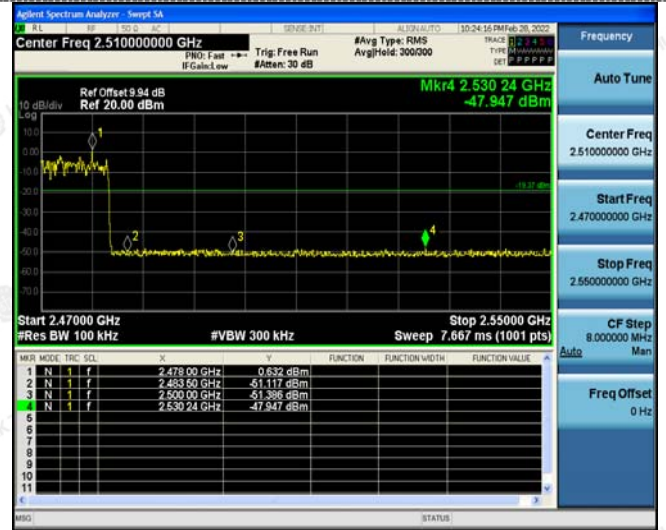 Agilent Spectrum Analyzer - Swept SA
RL RF 50 Ω AC SENSE:INT ALIGN AUTO 10:24:16 PM Feb 28, 2022
Center Freq 2.510000000 GHz
PNO: Fast
IFGain:Low
Trig: Free Run
#Atten: 30 dB
#Avg Type: RMS
Avg|Hold: 300/300
TRACE 1 2 3 4 5 6
TYPE
DET P P P P P P
Mkr4 2.530 24 GHz
-47.947 dBm
Ref Offset 9.94 dB
Ref 20.00 dBm
10 dB/div
Log
10.0
0.00
-10.0
-20.0
-30.0
-40.0
-50.0
-60.0
-70.0
1
2
3
4
-19.37 dBm
Start 2.47000 GHz Stop 2.55000 GHz
#Res BW 100 kHz #VBW 300 kHz Sweep 7.667 ms (1001 pts)
MKR MODE TRC SCL X Y FUNCTION FUNCTION WIDTH FUNCTION VALUE
1 N 1 f 2.478 00 GHz 0.632 dBm
2 N 1 f 2.483 50 GHz -51.117 dBm
3 N 1 f 2.500 00 GHz -51.386 dBm
4 N 1 f 2.530 24 GHz -47.947 dBm
5
6
7
8
9
10
11
MSG STATUS
Frequency
Auto Tune
Center Freq
2.510000000 GHz
Start Freq
2.470000000 GHz
Stop Freq
2.550000000 GHz
CF Step
8.000000 MHz
Auto Man
Freq Offset
0 Hz